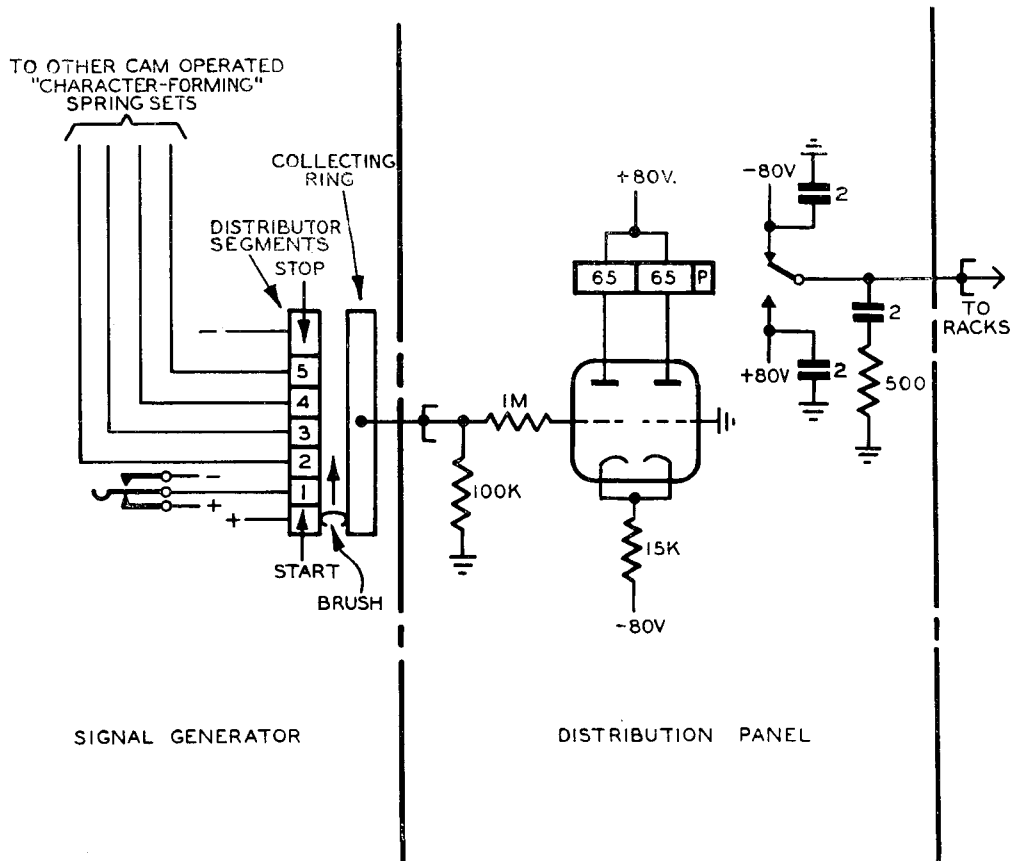 TO OTHER CAM OPERATED
"CHARACTER-FORMING"
SPRING SETS
COLLECTING
RING
DISTRIBUTOR
SEGMENTS
STOP
-
5
4
3
2
1
-
+
+
START
BRUSH
100K
1M
+80V.
65 65 P
15K
-80V
-80V
2
+80V
2
2
500
TO
RACKS
SIGNAL GENERATOR
DISTRIBUTION PANEL